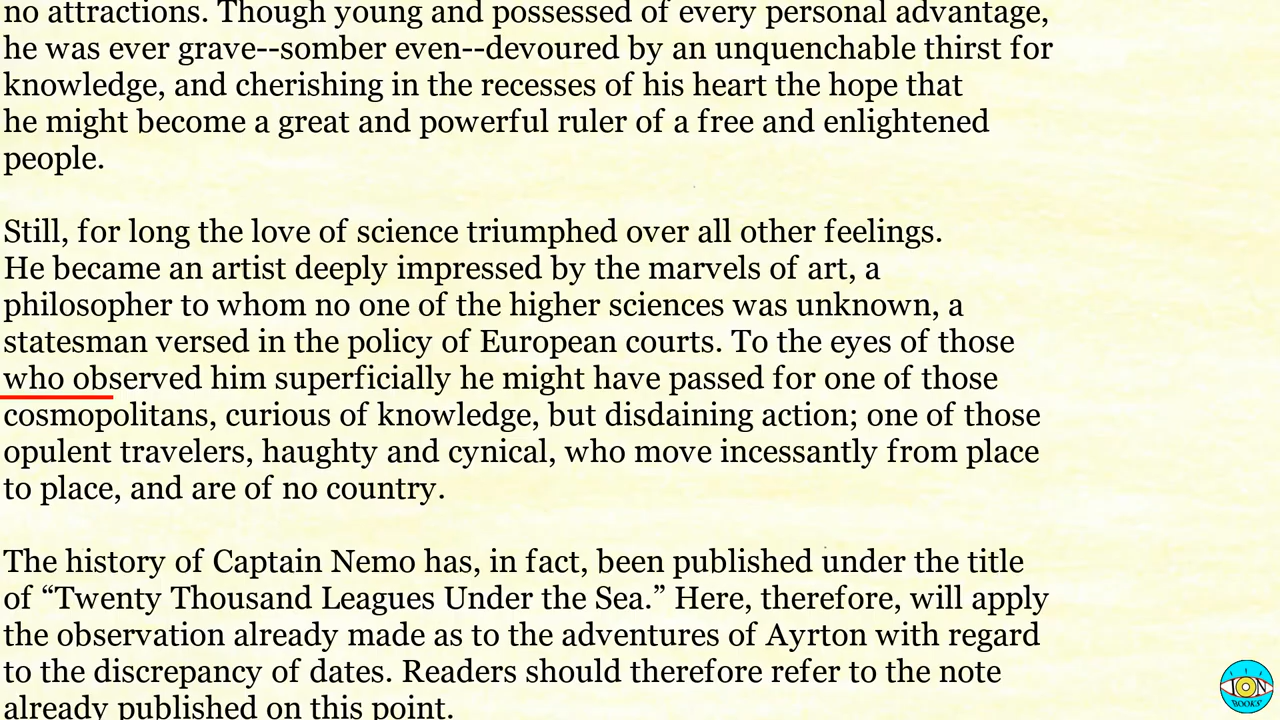 no attractions. Though young and possessed of every personal advantage,
he was ever grave--somber even--devoured by an unquenchable thirst for
knowledge, and cherishing in the recesses of his heart the hope that
he might become a great and powerful ruler of a free and enlightened
people.
Still, for long the love of science triumphed over all other feelings.
He became an artist deeply impressed by the marvels of art, a
philosopher to whom no one of the higher sciences was unknown, a
statesman versed in the policy of European courts. To the eyes of those
who observed him superficially he might have passed for one of those
cosmopolitans, curious of knowledge, but disdaining action; one of those
opulent travelers, haughty and cynical, who move incessantly from place
to place, and are of no country.
The history of Captain Nemo has, in fact, been published under the title
of “Twenty Thousand Leagues Under the Sea.” Here, therefore, will apply
the observation already made as to the adventures of Ayrton with regard
to the discrepancy of dates. Readers should therefore refer to the note
already published on this point.
ION
BOOKS